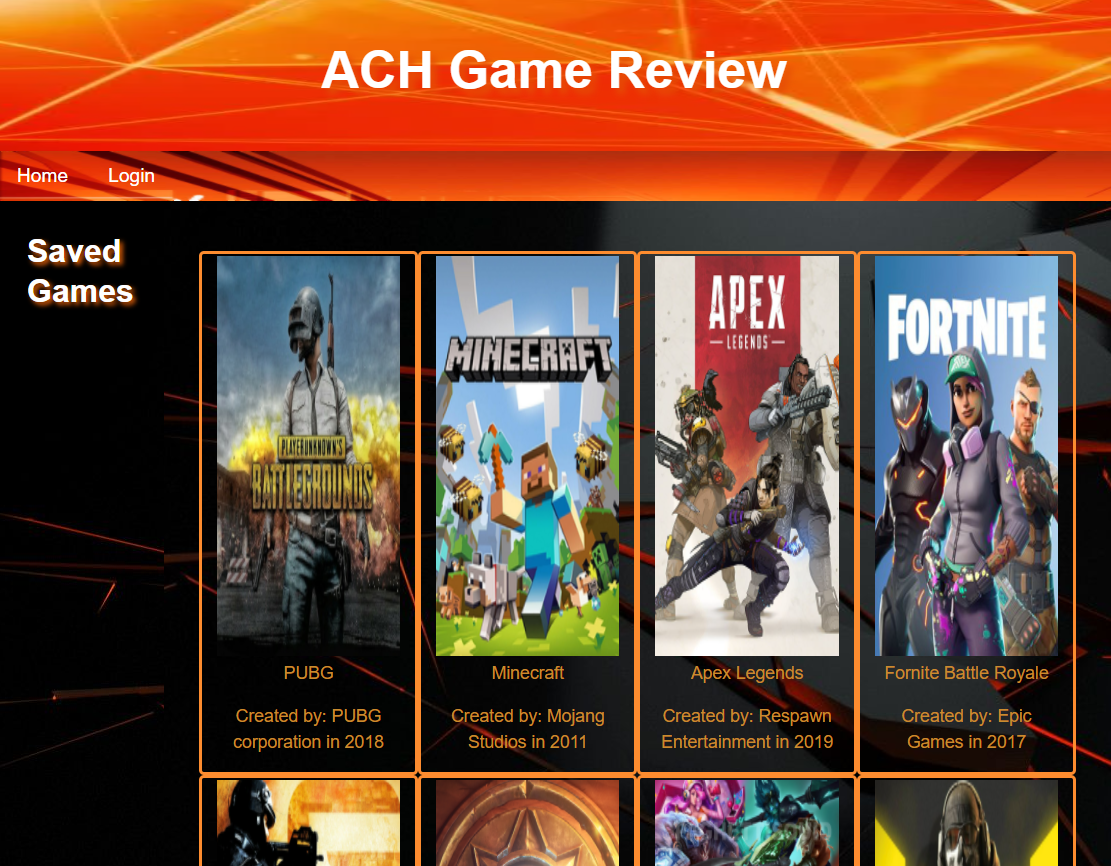 ACH Game Review
Home Login
Saved
Games
PLAYERUNKNOWN'S
BATTLEGROUNDS
MINECRAFT
APEX
LEGENDS
FORTNITE
PUBG
Created by: PUBG
corporation in 2018
Minecraft
Created by: Mojang
Studios in 2011
Apex Legends
Created by: Respawn
Entertainment in 2019
Fornite Battle Royale
Created by: Epic
Games in 2017